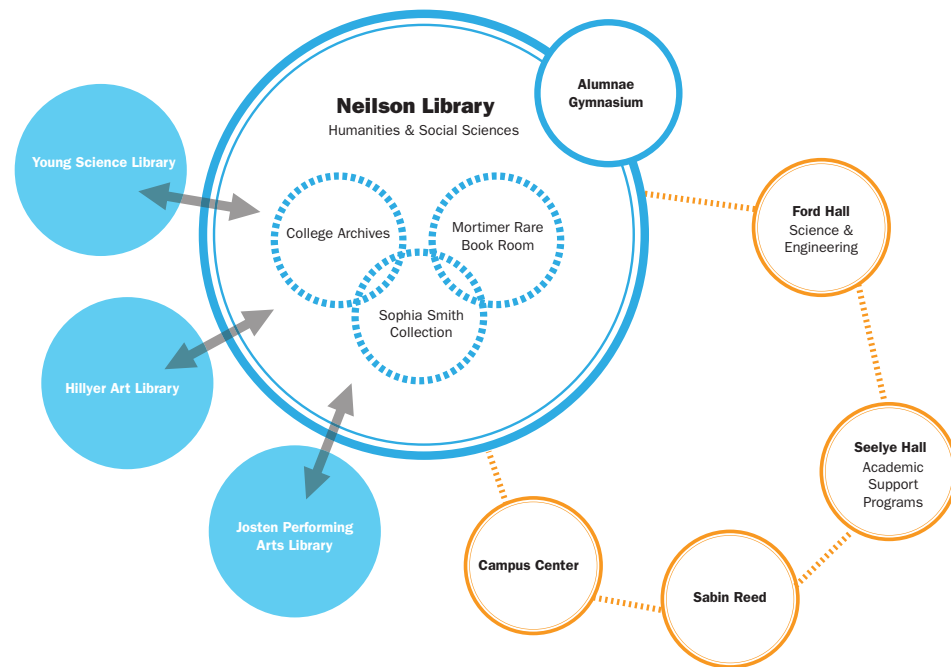 Alumnae
Gymnasium
Neilson Library
Humanities & Social Sciences
Young Science Library
College Archives
Mortimer Rare
Book Room
Ford Hall
Science &
Engineering
Sophia Smith
Collection
Hillyer Art Library
Seelye Hall
Academic
Support
Programs
Josten Performing
Arts Library
Campus Center
Sabin Reed